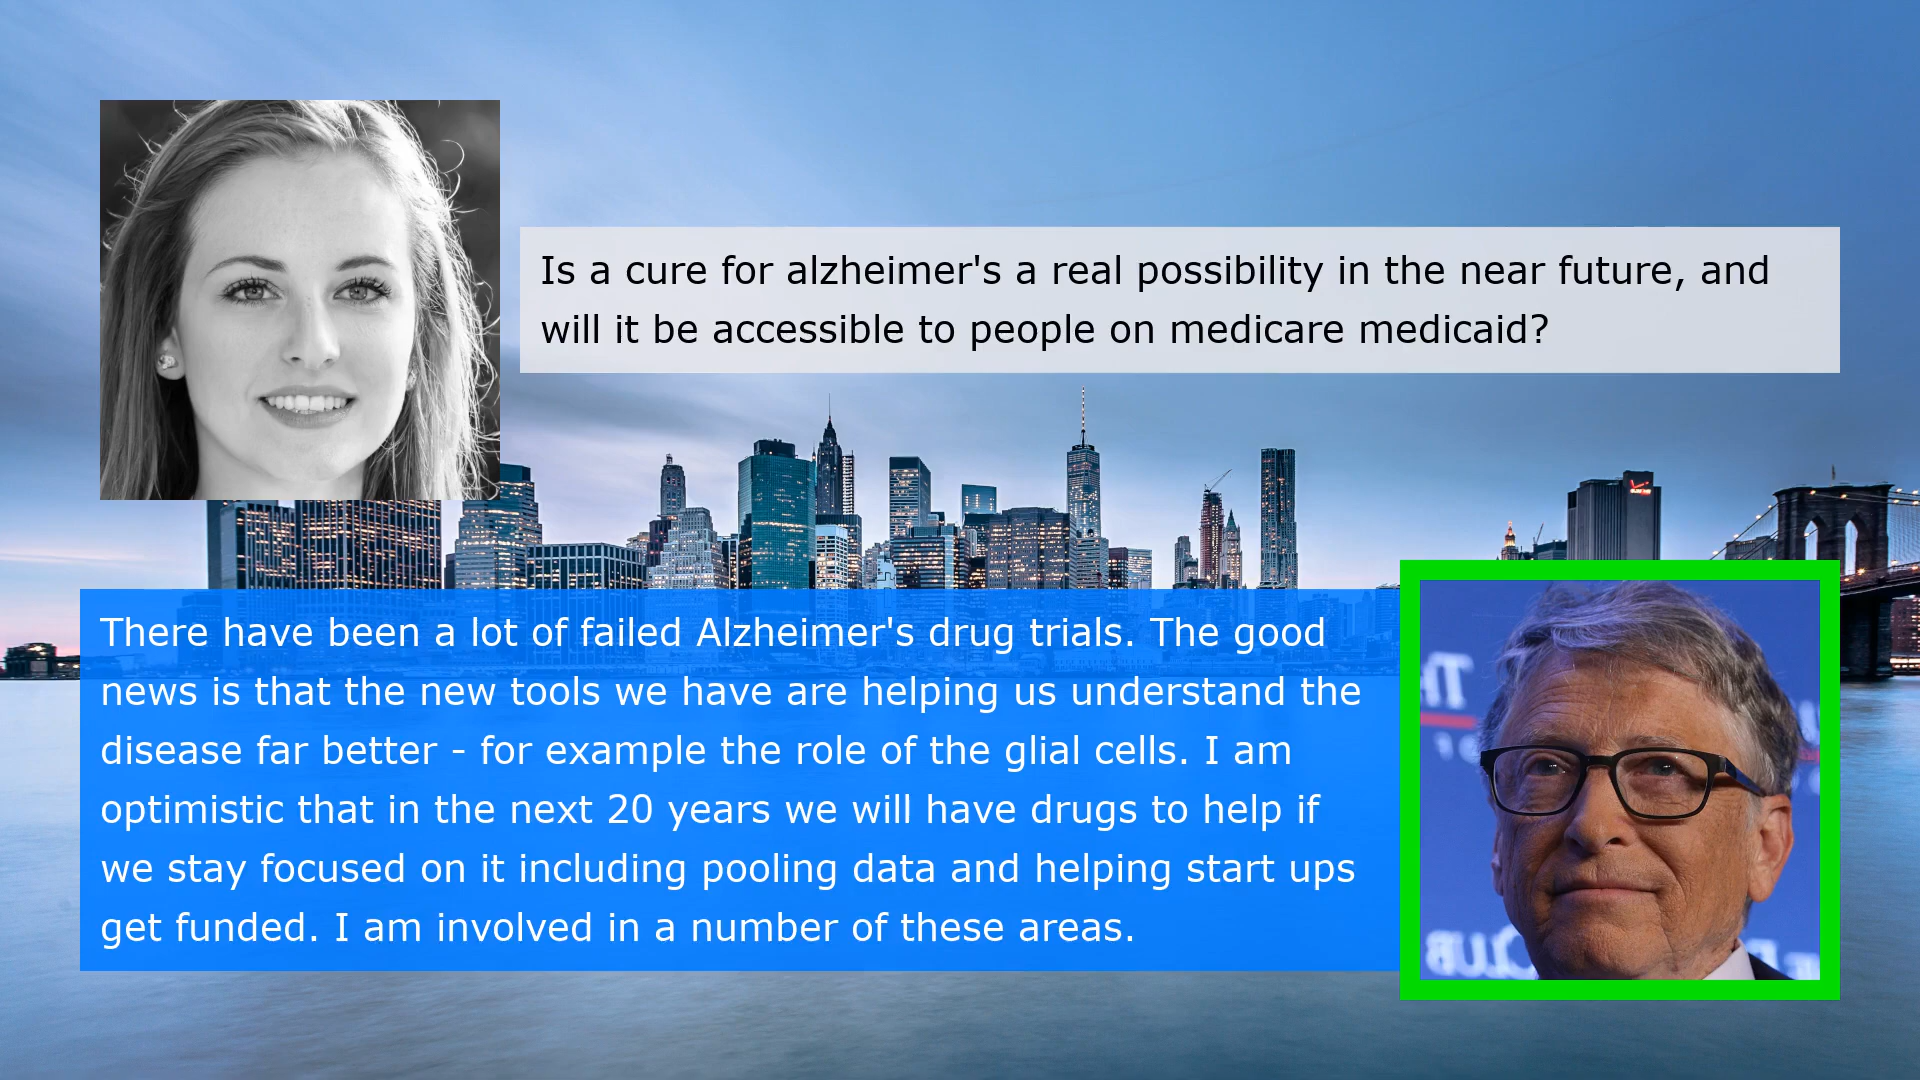 Is a cure for alzheimer's a real possibility in the near future, and
will it be accessible to people on medicare medicaid?
There have been a lot of failed Alzheimer's drug trials. The good
news is that the new tools we have are helping us understand the
disease far better - for example the role of the glial cells. I am
optimistic that in the next 20 years we will have drugs to help if
we stay focused on it including pooling data and helping start ups
get funded. I am involved in a number of these areas.
CLUB